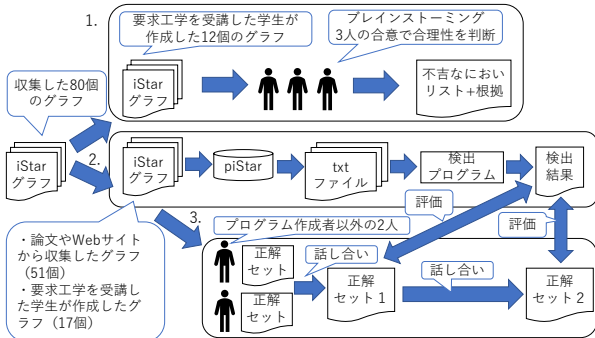 1.
要求工学を受講した学生が
作成した12個のグラフ
ブレインストーミング
3人の合意で合理性を判断
収集した80個
のグラフ
iStar
グラフ
不吉なにおい
リスト+根拠
iStar
グラフ
2.
iStar
グラフ
piStar
txt
ファイル
検出
プログラム
検出
結果
評価
評価
3.
プログラム作成者以外の2人
・論文やWebサイト
から収集したグラフ
（51個）
・要求工学を受講し
た学生が作成したグ
ラフ（17個）
正解
セット
話し合い
正解
セット
正解
セット1
話し合い
正解
セット2